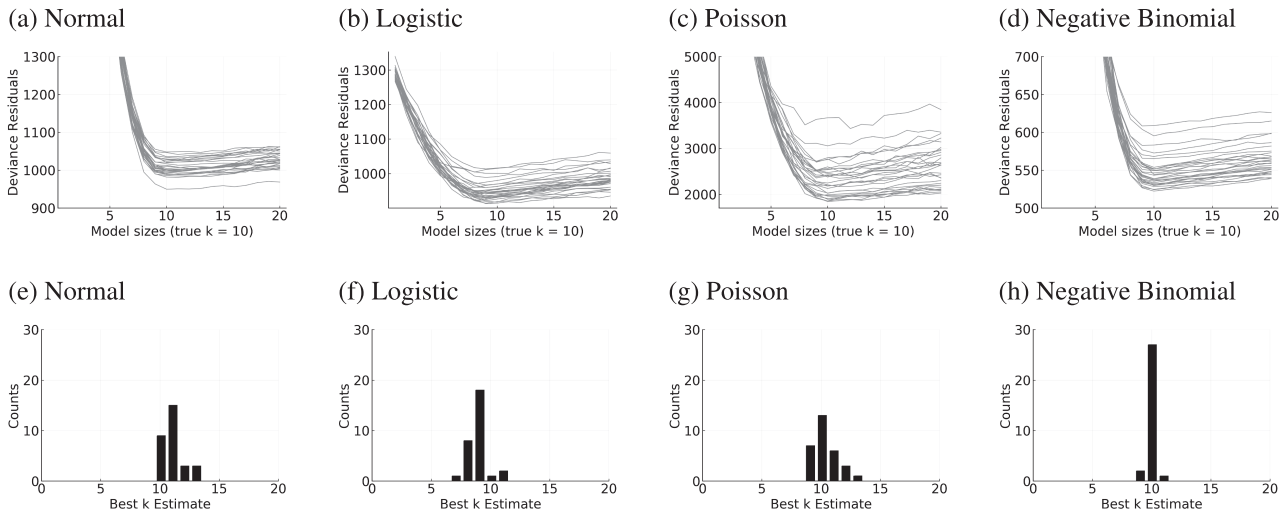 (a) Normal
(b) Logistic
(c) Poisson
(d) Negative Binomial
Deviance Residuals
1300
1200
1100
1000
900
5
10
15
20
Model sizes (true k = 10)
Deviance Residuals
1300
1200
1100
1000
5
10
15
20
Model sizes (true k = 10)
Deviance Residuals
5000
4000
3000
2000
5
10
15
20
Model sizes (true k = 10)
Deviance Residuals
700
650
600
550
500
5
10
15
20
Model sizes (true k = 10)
(e) Normal
(f) Logistic
(g) Poisson
(h) Negative Binomial
Counts
30
20
10
0
0
5
10
15
20
Best k Estimate
Counts
30
20
10
0
0
5
10
15
20
Best k Estimate
Counts
30
20
10
0
0
5
10
15
20
Best k Estimate
Counts
30
20
10
0
0
5
10
15
20
Best k Estimate